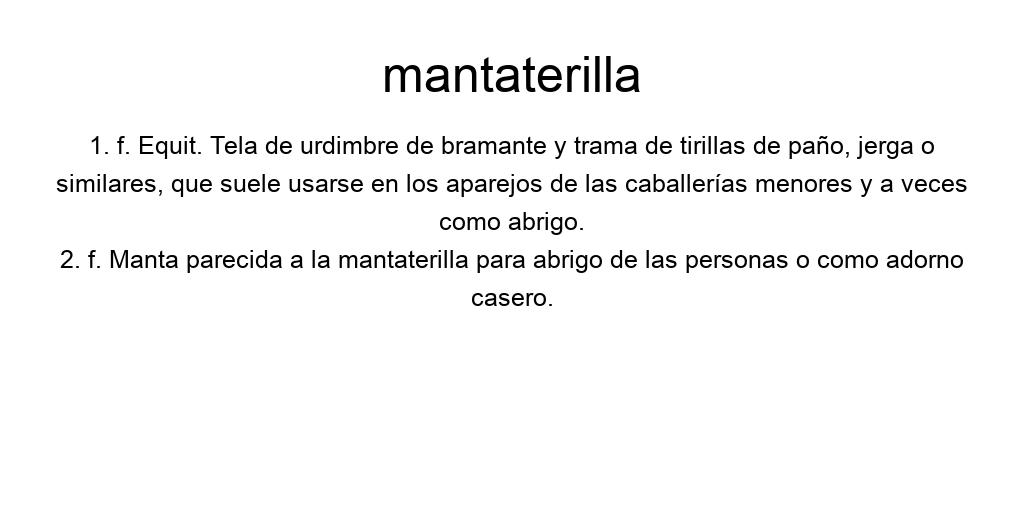 mantaterilla
1. f. Equit. Tela de urdimbre de bramante y trama de tirillas de paño, jerga o
similares, que suele usarse en los aparejos de las caballerías menores y a veces
como abrigo.
2. f. Manta parecida a la mantaterilla para abrigo de las personas o como adorno
casero.